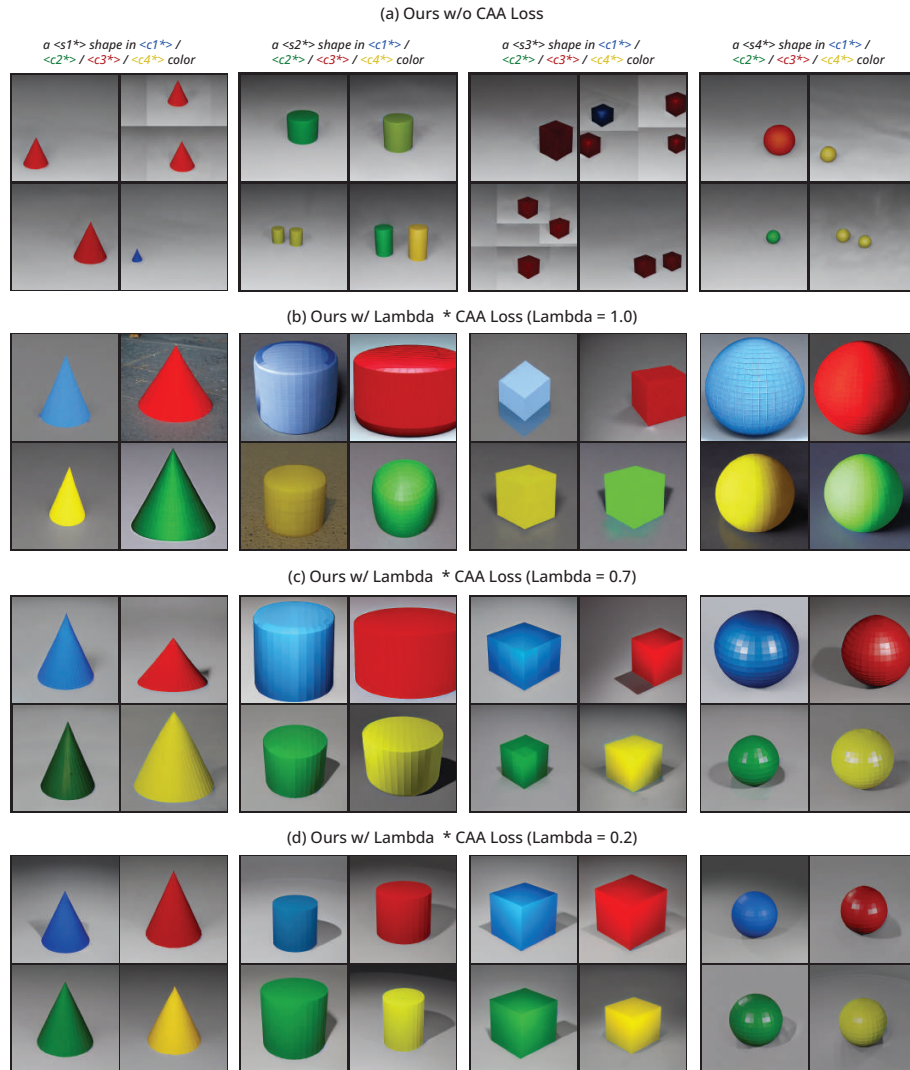 (a) Ours w/o CAA Loss
a <s1*> shape in <c1*> /
<c2*> / <c3*> / <c4*> color
a <s2*> shape in <c1*> /
<c2*> / <c3*> / <c4*> color
a <s3*> shape in <c1*> /
<c2*> / <c3*> / <c4*> color
a <s4*> shape in <c1*> /
<c2*> / <c3*> / <c4*> color
(b) Ours w/ Lambda * CAA Loss (Lambda = 1.0)
(c) Ours w/ Lambda * CAA Loss (Lambda = 0.7)
(d) Ours w/ Lambda * CAA Loss (Lambda = 0.2)